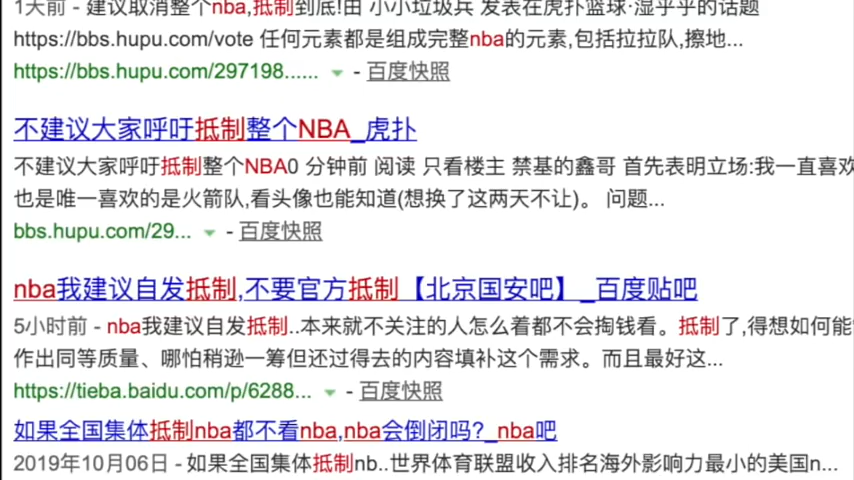 1天前 - 建议取消整个nba,抵制到底!由 小小垃圾兵 发表在虎扑篮球·湿乎乎的话题
https://bbs.hupu.com/vote 任何元素都是组成完整nba的元素,包括拉拉队,擦地...
https://bbs.hupu.com/297198...... - 百度快照
不建议大家呼吁抵制整个NBA_虎扑
不建议大家呼吁抵制整个NBA0 分钟前 阅读 只看楼主 禁基的鑫哥 首先表明立场:我一直喜欢
也是唯一喜欢的是火箭队,看头像也能知道(想换了这两天不让)。 问题...
bbs.hupu.com/29... - 百度快照
nba我建议自发抵制,不要官方抵制【北京国安吧】_百度贴吧
5小时前 - nba我建议自发抵制..本来就不关注的人怎么着都不会掏钱看。抵制了,得想如何能
作出同等质量、哪怕稍逊一筹但还过得去的内容填补这个需求。而且最好这...
https://tieba.baidu.com/p/6288... - 百度快照
如果全国集体抵制nba都不看nba,nba会倒闭吗?_nba吧
2019年10月06日 - 如果全国集体抵制nb..世界体育联盟收入排名海外影响力最小的美国n...